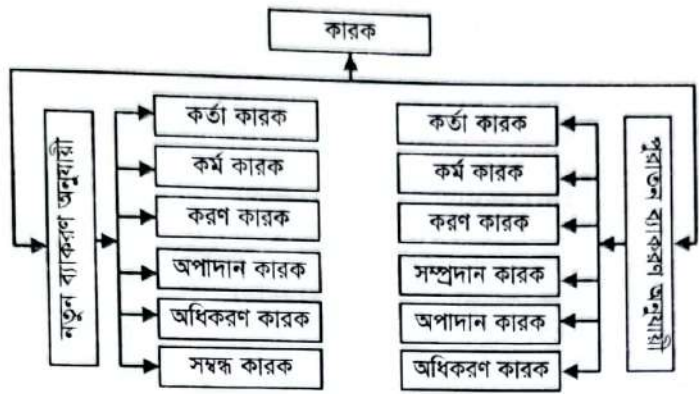 কারক
নতুন ব্যাকরণ অনুযায়ী
কর্তা কারক
কর্ম কারক
করণ কারক
অপাদান কারক
অধিকরণ কারক
সম্বন্ধ কারক
পুরাতন ব্যাকরণ অনুযায়ী
কর্তা কারক
কর্ম কারক
করণ কারক
সম্প্রদান কারক
অপাদান কারক
অধিকরণ কারক